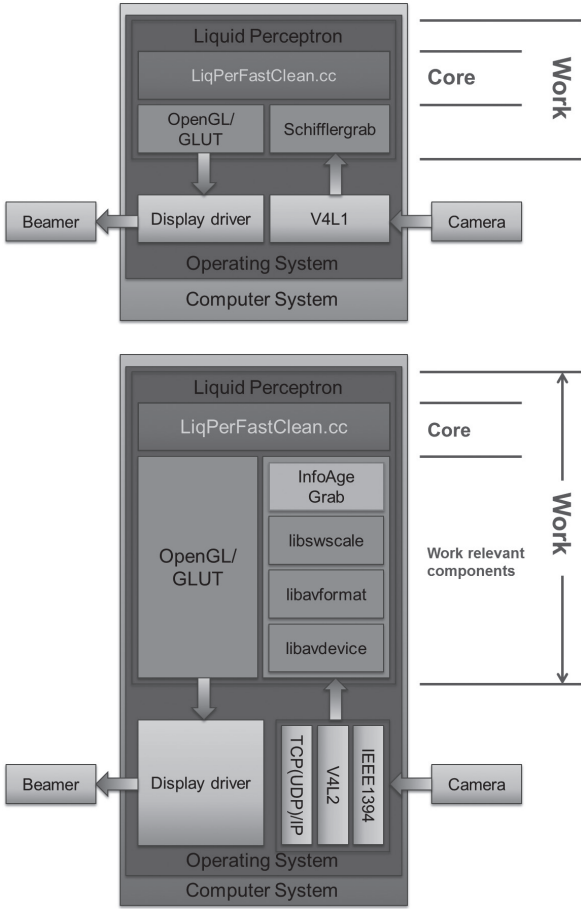 Liquid Perceptron
LiqPerFastClean.cc
Core
Work
OpenGL/
GLUT
Schifflergrab
Beamer
Display driver
V4L1
Camera
Operating System
Computer System
Liquid Perceptron
LiqPerFastClean.cc
Core
InfoAge
Grab
OpenGL/
GLUT
libswscale
libavformat
libavdevice
Work relevant
components
Work
Beamer
Display driver
TCP(UDP)/IP
V4L2
IEEE1394
Camera
Operating System
Computer System